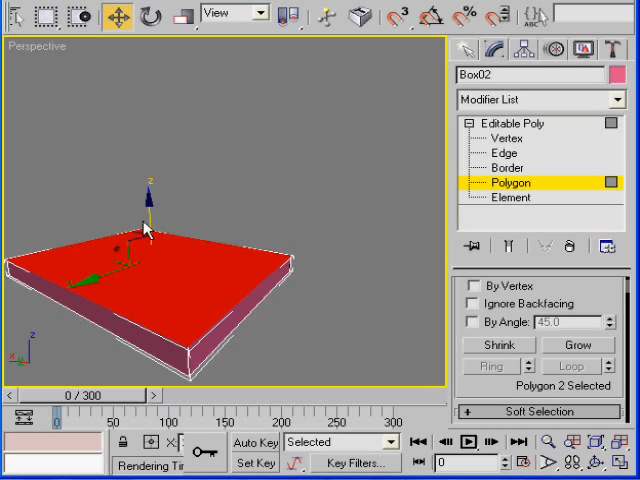 View
3
%
ABC
Perspective
Box02
Modifier List
Editable Poly
Vertex
Edge
Border
Polygon
Element
z
By Vertex
Ignore Backfacing
By Angle: 45.0
Shrink
Grow
Ring
Loop
Polygon 2 Selected
+ Soft Selection
z
x
< 0 / 300 >
0 50 100 150 200 250 300
X:
Auto Key
Selected
Rendering Tir
Set Key
Key Filters...
0